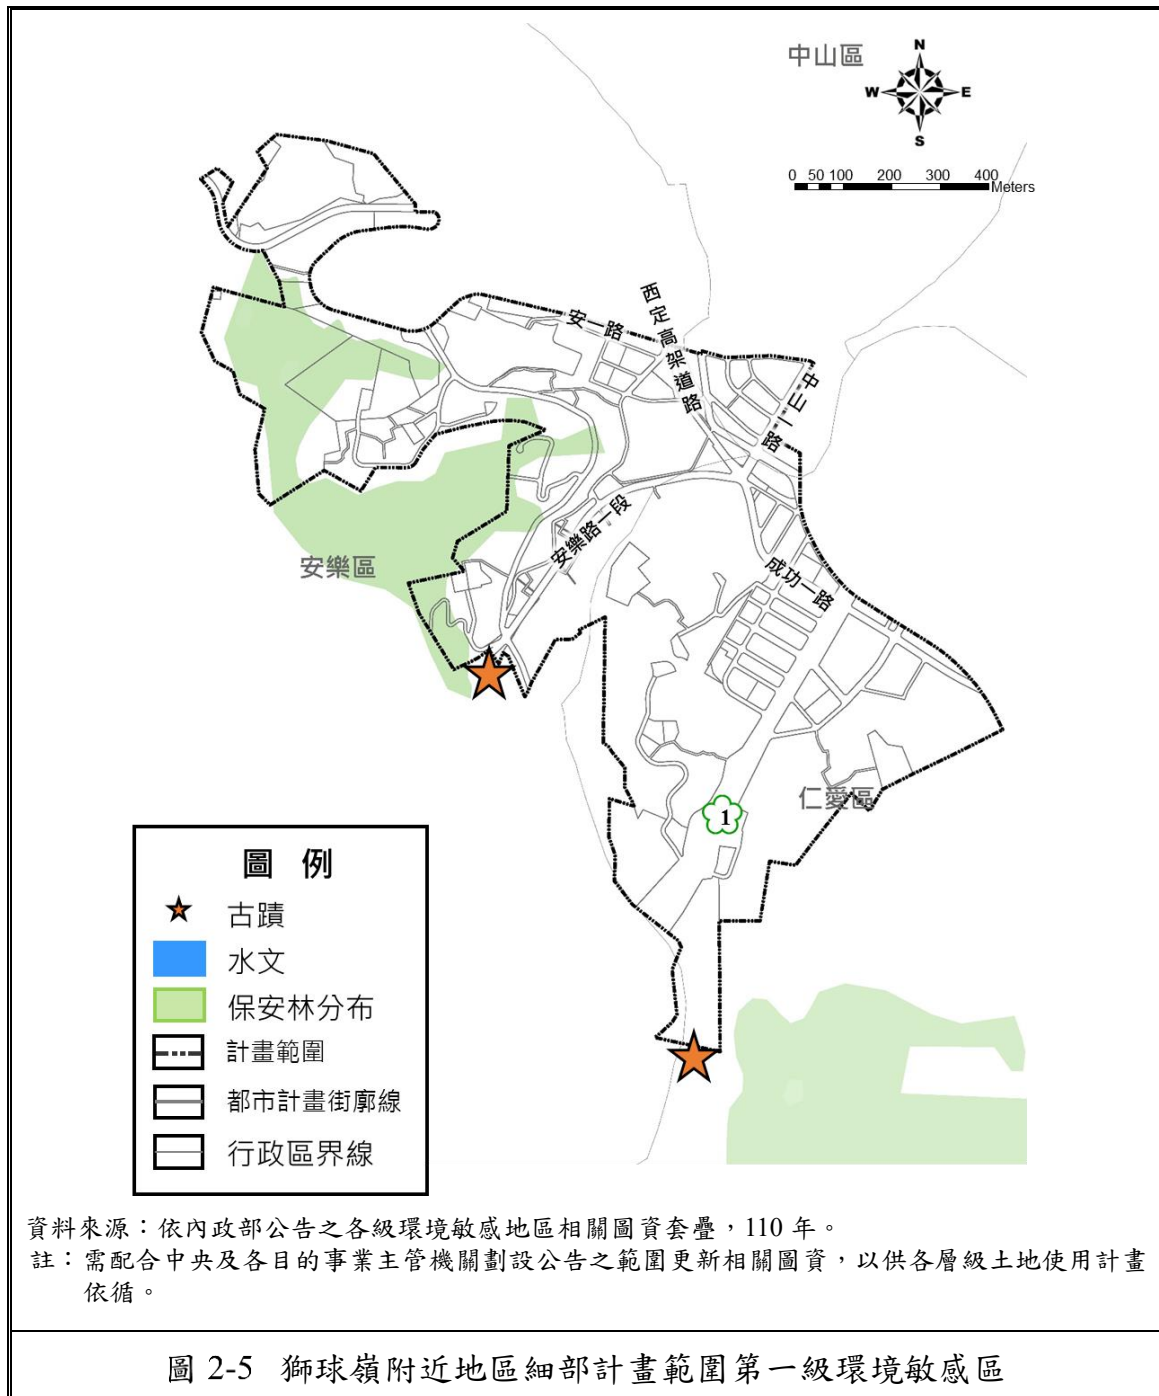 中山區
N
W
E
S
0 50 100 200 300 400
Meters
安一路
西定高架道路
中山一路
安樂路一段
安樂區
成功一路
仁愛區
1
圖 例
古蹟
水文
保安林分布
計畫範圍
都市計畫街廓線
行政區界線
資料來源：依內政部公告之各級環境敏感地區相關圖資套疊，110 年。
註：需配合中央及各目的事業主管機關劃設公告之範圍更新相關圖資，以供各層級土地使用計畫
依循。
圖 2-5 獅球嶺附近地區細部計畫範圍第一級環境敏感區